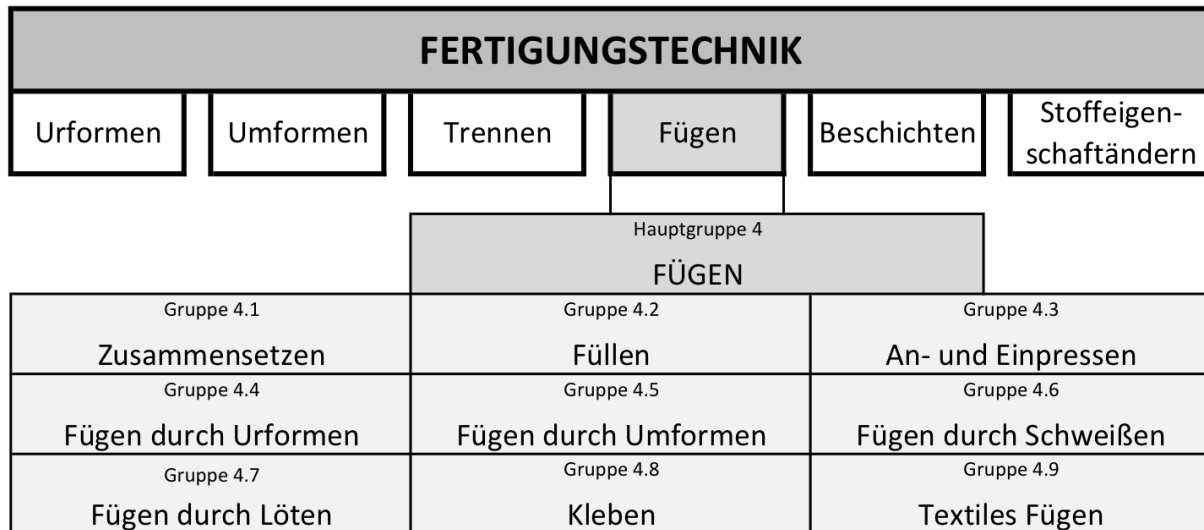 FERTIGUNGSTECHNIK
Urformen
Umformen
Trennen
Fügen
Beschichten
Stoffeigen-
schaftändern
Hauptgruppe 4
FÜGEN
Gruppe 4.1
Zusammensetzen
Gruppe 4.2
Füllen
Gruppe 4.3
An- und Einpressen
Gruppe 4.4
Fügen durch Urformen
Gruppe 4.5
Fügen durch Umformen
Gruppe 4.6
Fügen durch Schweißen
Gruppe 4.7
Fügen durch Löten
Gruppe 4.8
Kleben
Gruppe 4.9
Textiles Fügen